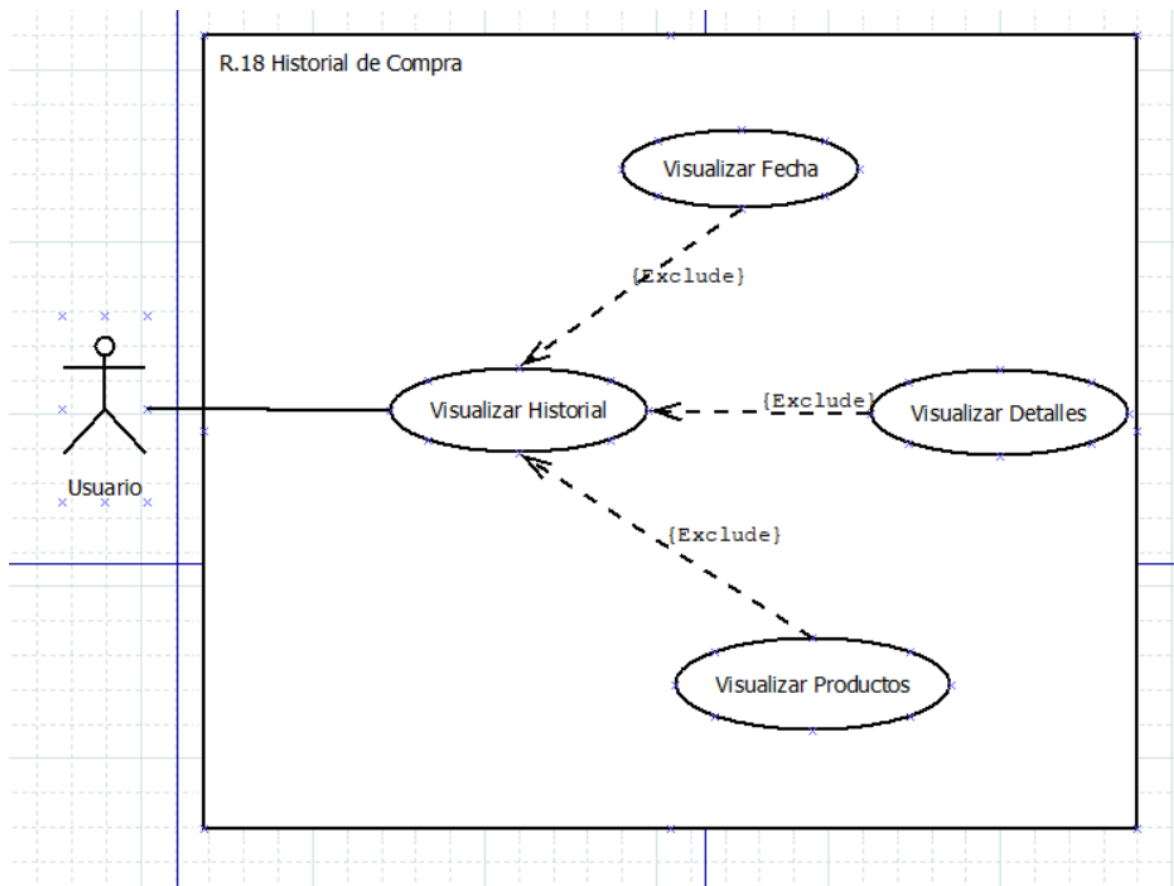 R.18 Historial de Compra
Visualizar Fecha
{Exclude}
Visualizar Historial
{Exclude}
Visualizar Detalles
Usuario
{Exclude}
Visualizar Productos